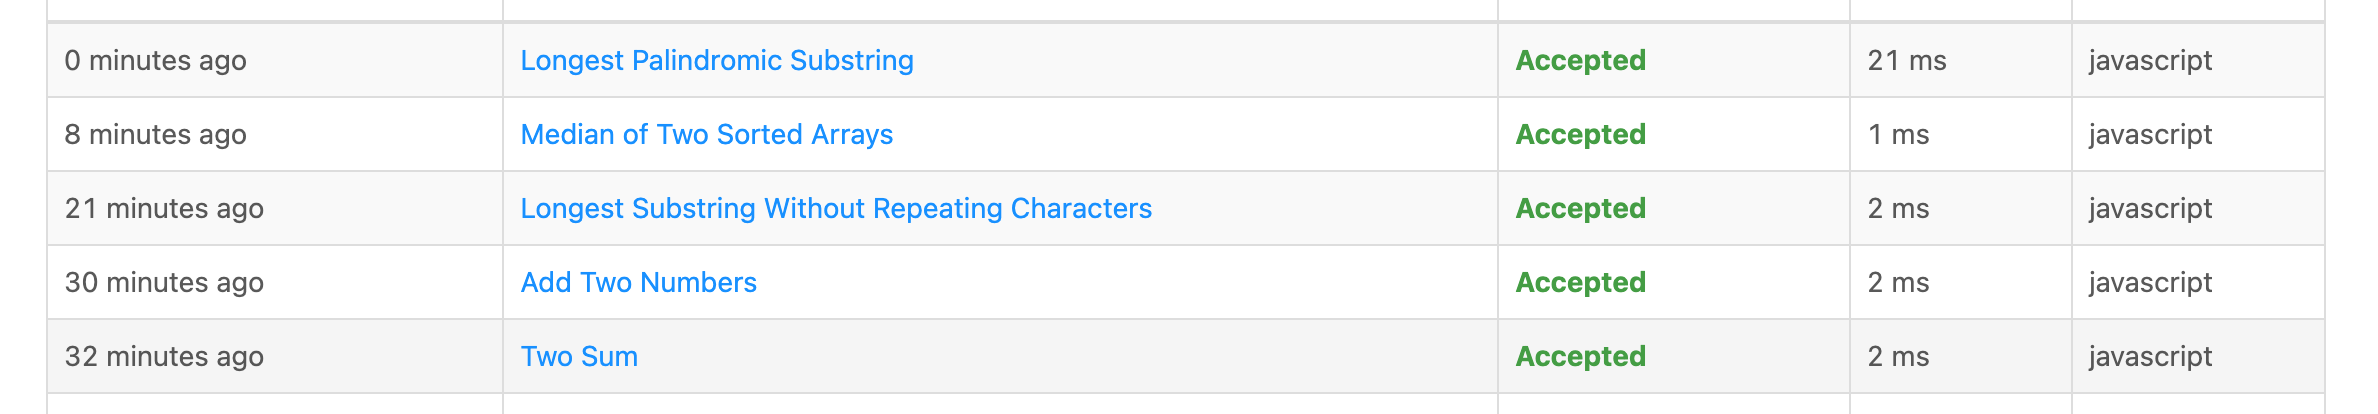 0 minutes ago Longest Palindromic Substring Accepted 21 ms javascript
8 minutes ago Median of Two Sorted Arrays Accepted 1 ms javascript
21 minutes ago Longest Substring Without Repeating Characters Accepted 2 ms javascript
30 minutes ago Add Two Numbers Accepted 2 ms javascript
32 minutes ago Two Sum Accepted 2 ms javascript